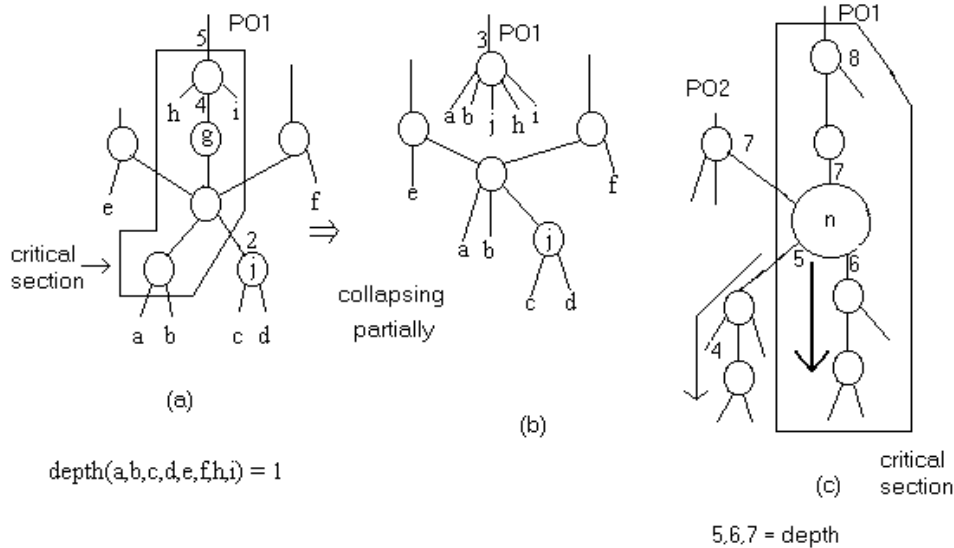 PO1
5
h
4
i
g
e
f
critical
section
2
j
a
b
c
d
(a)
depth(a,b,c,d,e,f,h,i) = 1
⇒
collapsing
partially
3
PO1
a
b
j
h
i
e
f
a
b
j
c
d
(b)
PO1
8
PO2
7
7
n
5
6
4
critical
section
(c)
5,6,7 = depth